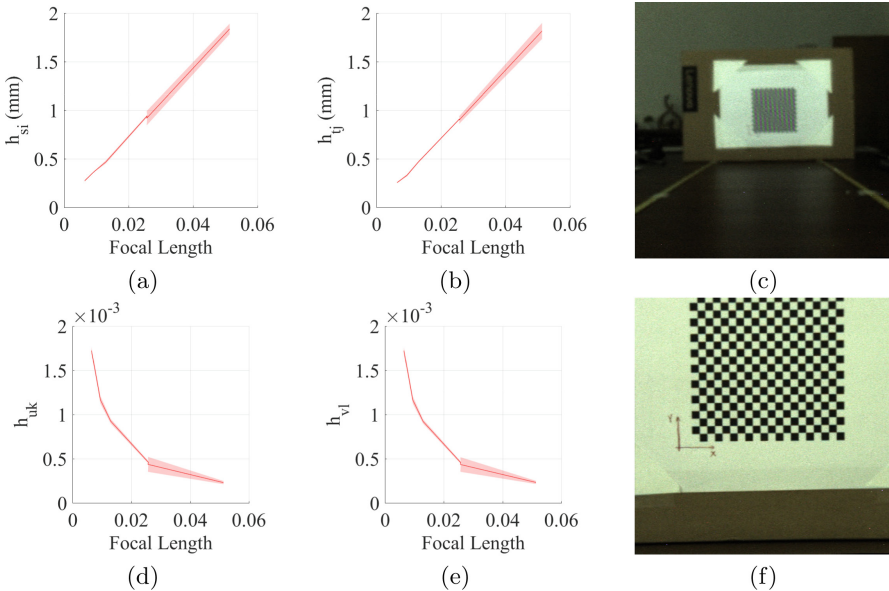 2
1.5
1
0.5
0
h_si (mm)
0
0.02
0.04
0.06
Focal Length
(a)
2
1.5
1
0.5
0
h_tj (mm)
0
0.02
0.04
0.06
Focal Length
(b)
Lenovo
(c)
×10⁻³
2
1.5
1
0.5
0
h_uk
0
0.02
0.04
0.06
Focal Length
(d)
×10⁻³
2
1.5
1
0.5
0
h_vl
0
0.02
0.04
0.06
Focal Length
(e)
Y
X
(f)